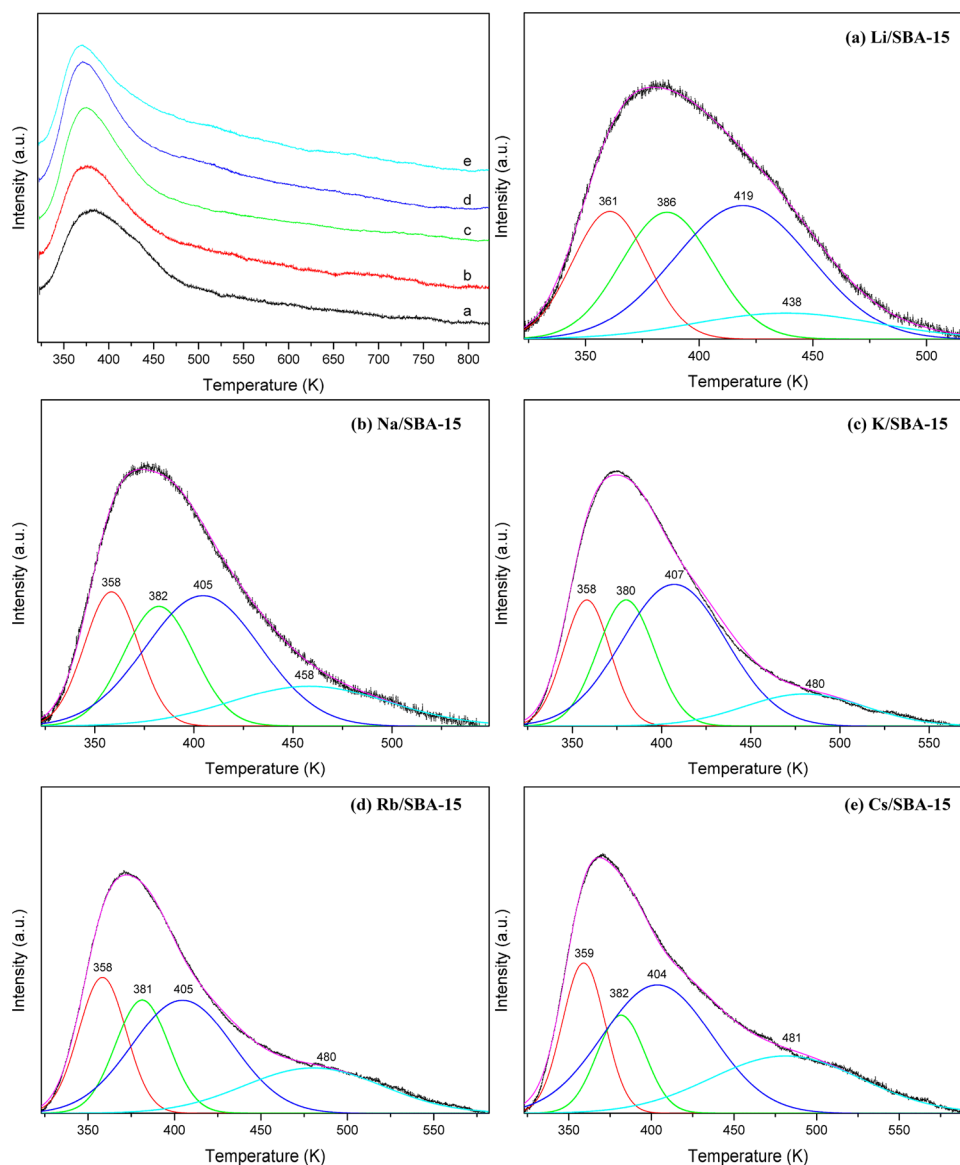 Intensity (a.u.)
e
d
c
b
a
350 400 450 500 550 600 650 700 750 800
Temperature (K)
(a) Li/SBA-15
Intensity (a.u.)
361
386
419
438
350 400 450 500
Temperature (K)
(b) Na/SBA-15
Intensity (a.u.)
358
382
405
458
350 400 450 500
Temperature (K)
(c) K/SBA-15
Intensity (a.u.)
358
380
407
480
350 400 450 500 550
Temperature (K)
(d) Rb/SBA-15
Intensity (a.u.)
358
381
405
480
350 400 450 500 550
Temperature (K)
(e) Cs/SBA-15
Intensity (a.u.)
359
382
404
481
350 400 450 500 550
Temperature (K)